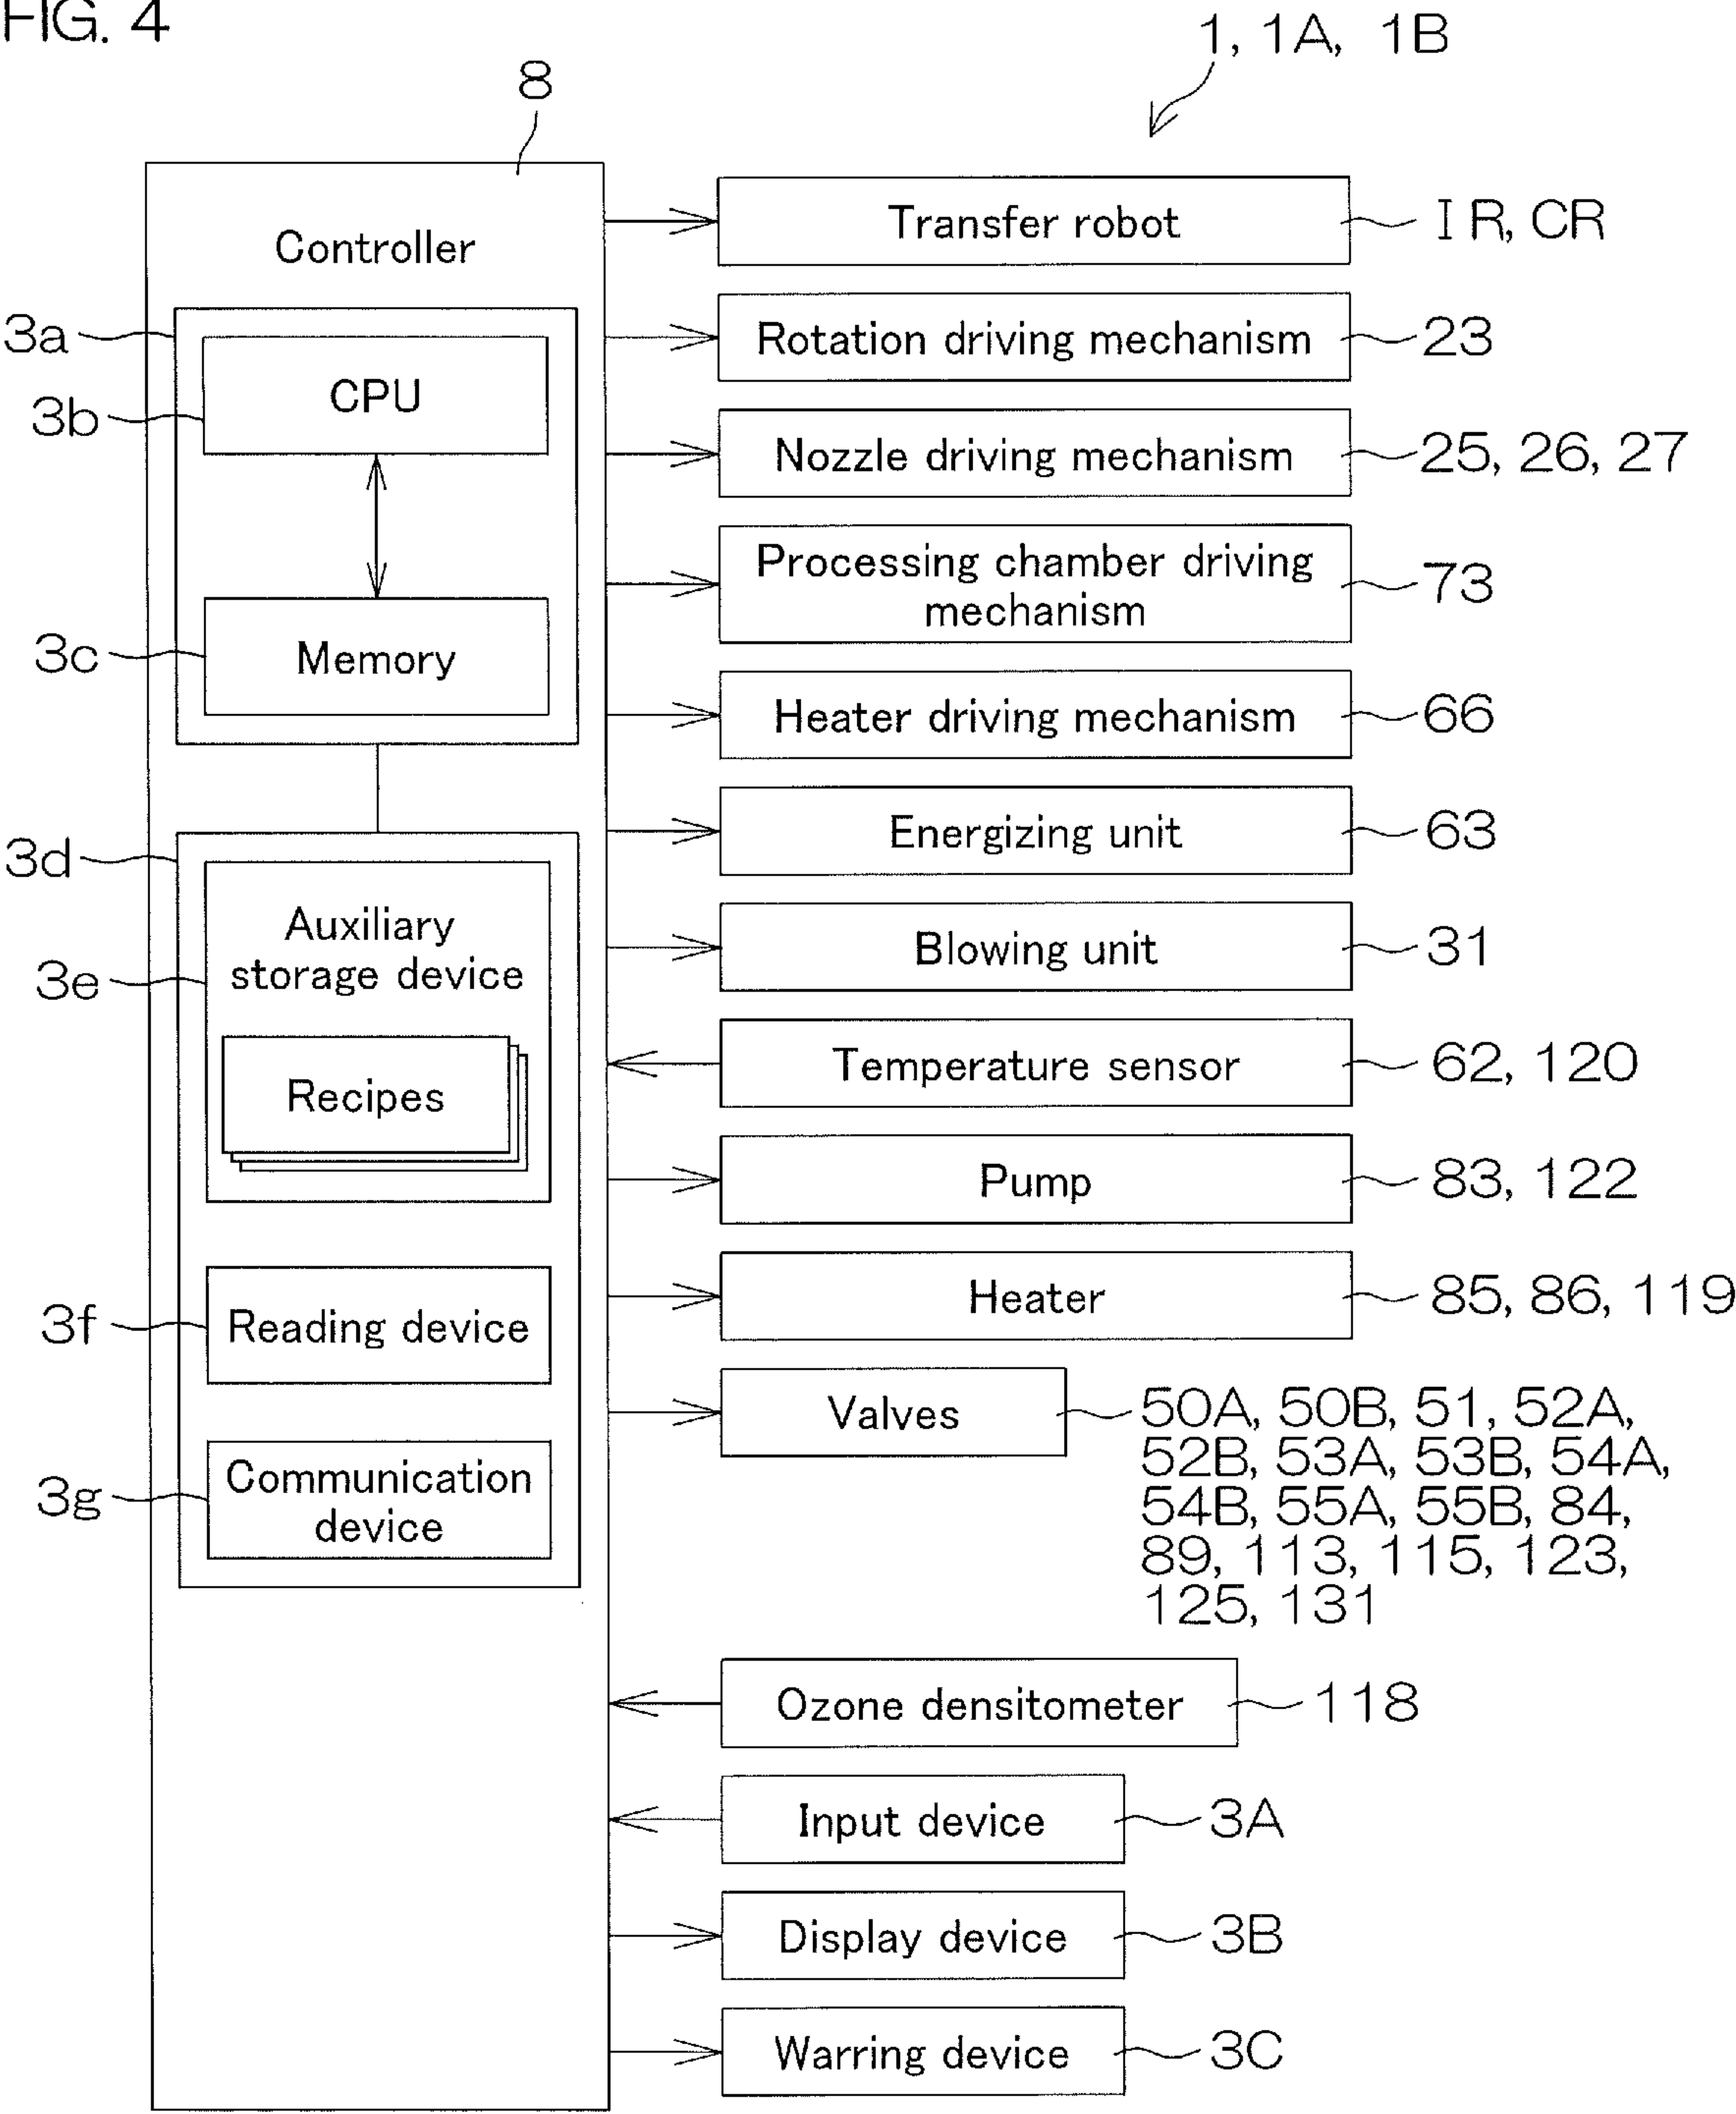 FIG. 4
1, 1A, 1B
8
Controller
3a
CPU
3b
3c
Memory
3d
Auxiliary
storage device
3e
Recipes
3f
Reading device
3g
Communication
device
Transfer robot
IR, CR
Rotation driving mechanism
23
Nozzle driving mechanism
25, 26, 27
Processing chamber driving
mechanism
73
Heater driving mechanism
66
Energizing unit
63
Blowing unit
31
Temperature sensor
62, 120
Pump
83, 122
Heater
85, 86, 119
Valves
50A, 50B, 51, 52A,
52B, 53A, 53B, 54A,
54B, 55A, 55B, 84,
89, 113, 115, 123,
125, 131
Ozone densitometer
118
Input device
3A
Display device
3B
Warring device
3C